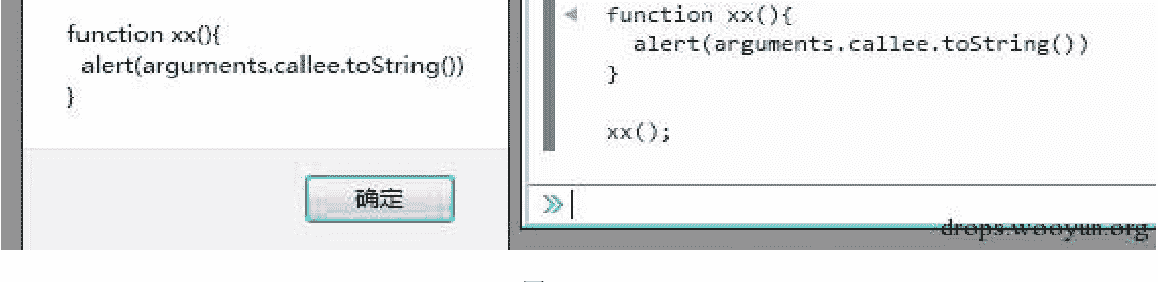 function xx(){
alert(arguments.callee.toString())
}
确定
function xx(){
alert(arguments.callee.toString())
}
xx();
drops.wooyun.org